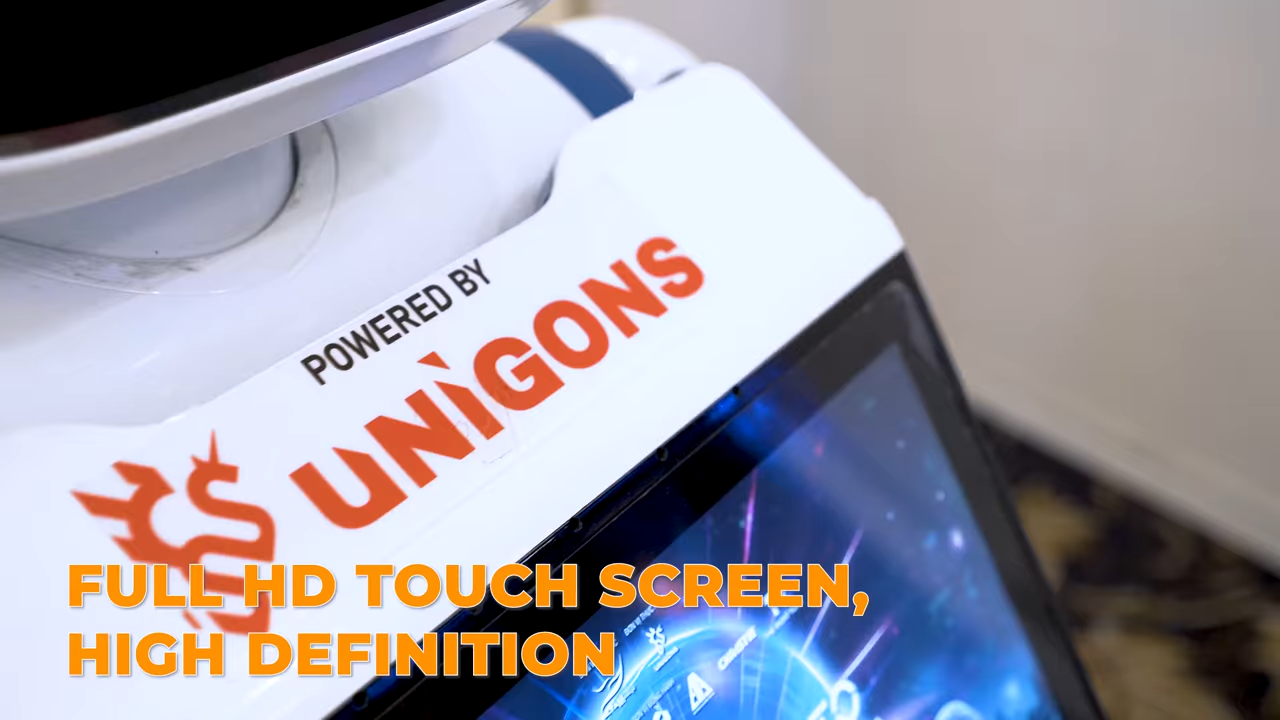 POWERED BY
UNiGONS
FULL HD TOUCH SCREEN,
HIGH DEFINITION